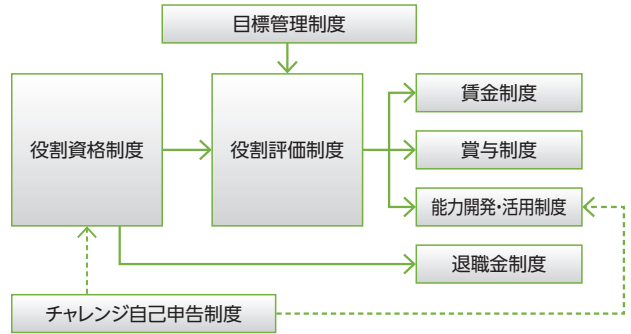 目標管理制度
役割資格制度
役割評価制度
賃金制度
賞与制度
能力開発・活用制度
退職金制度
チャレンジ自己申告制度